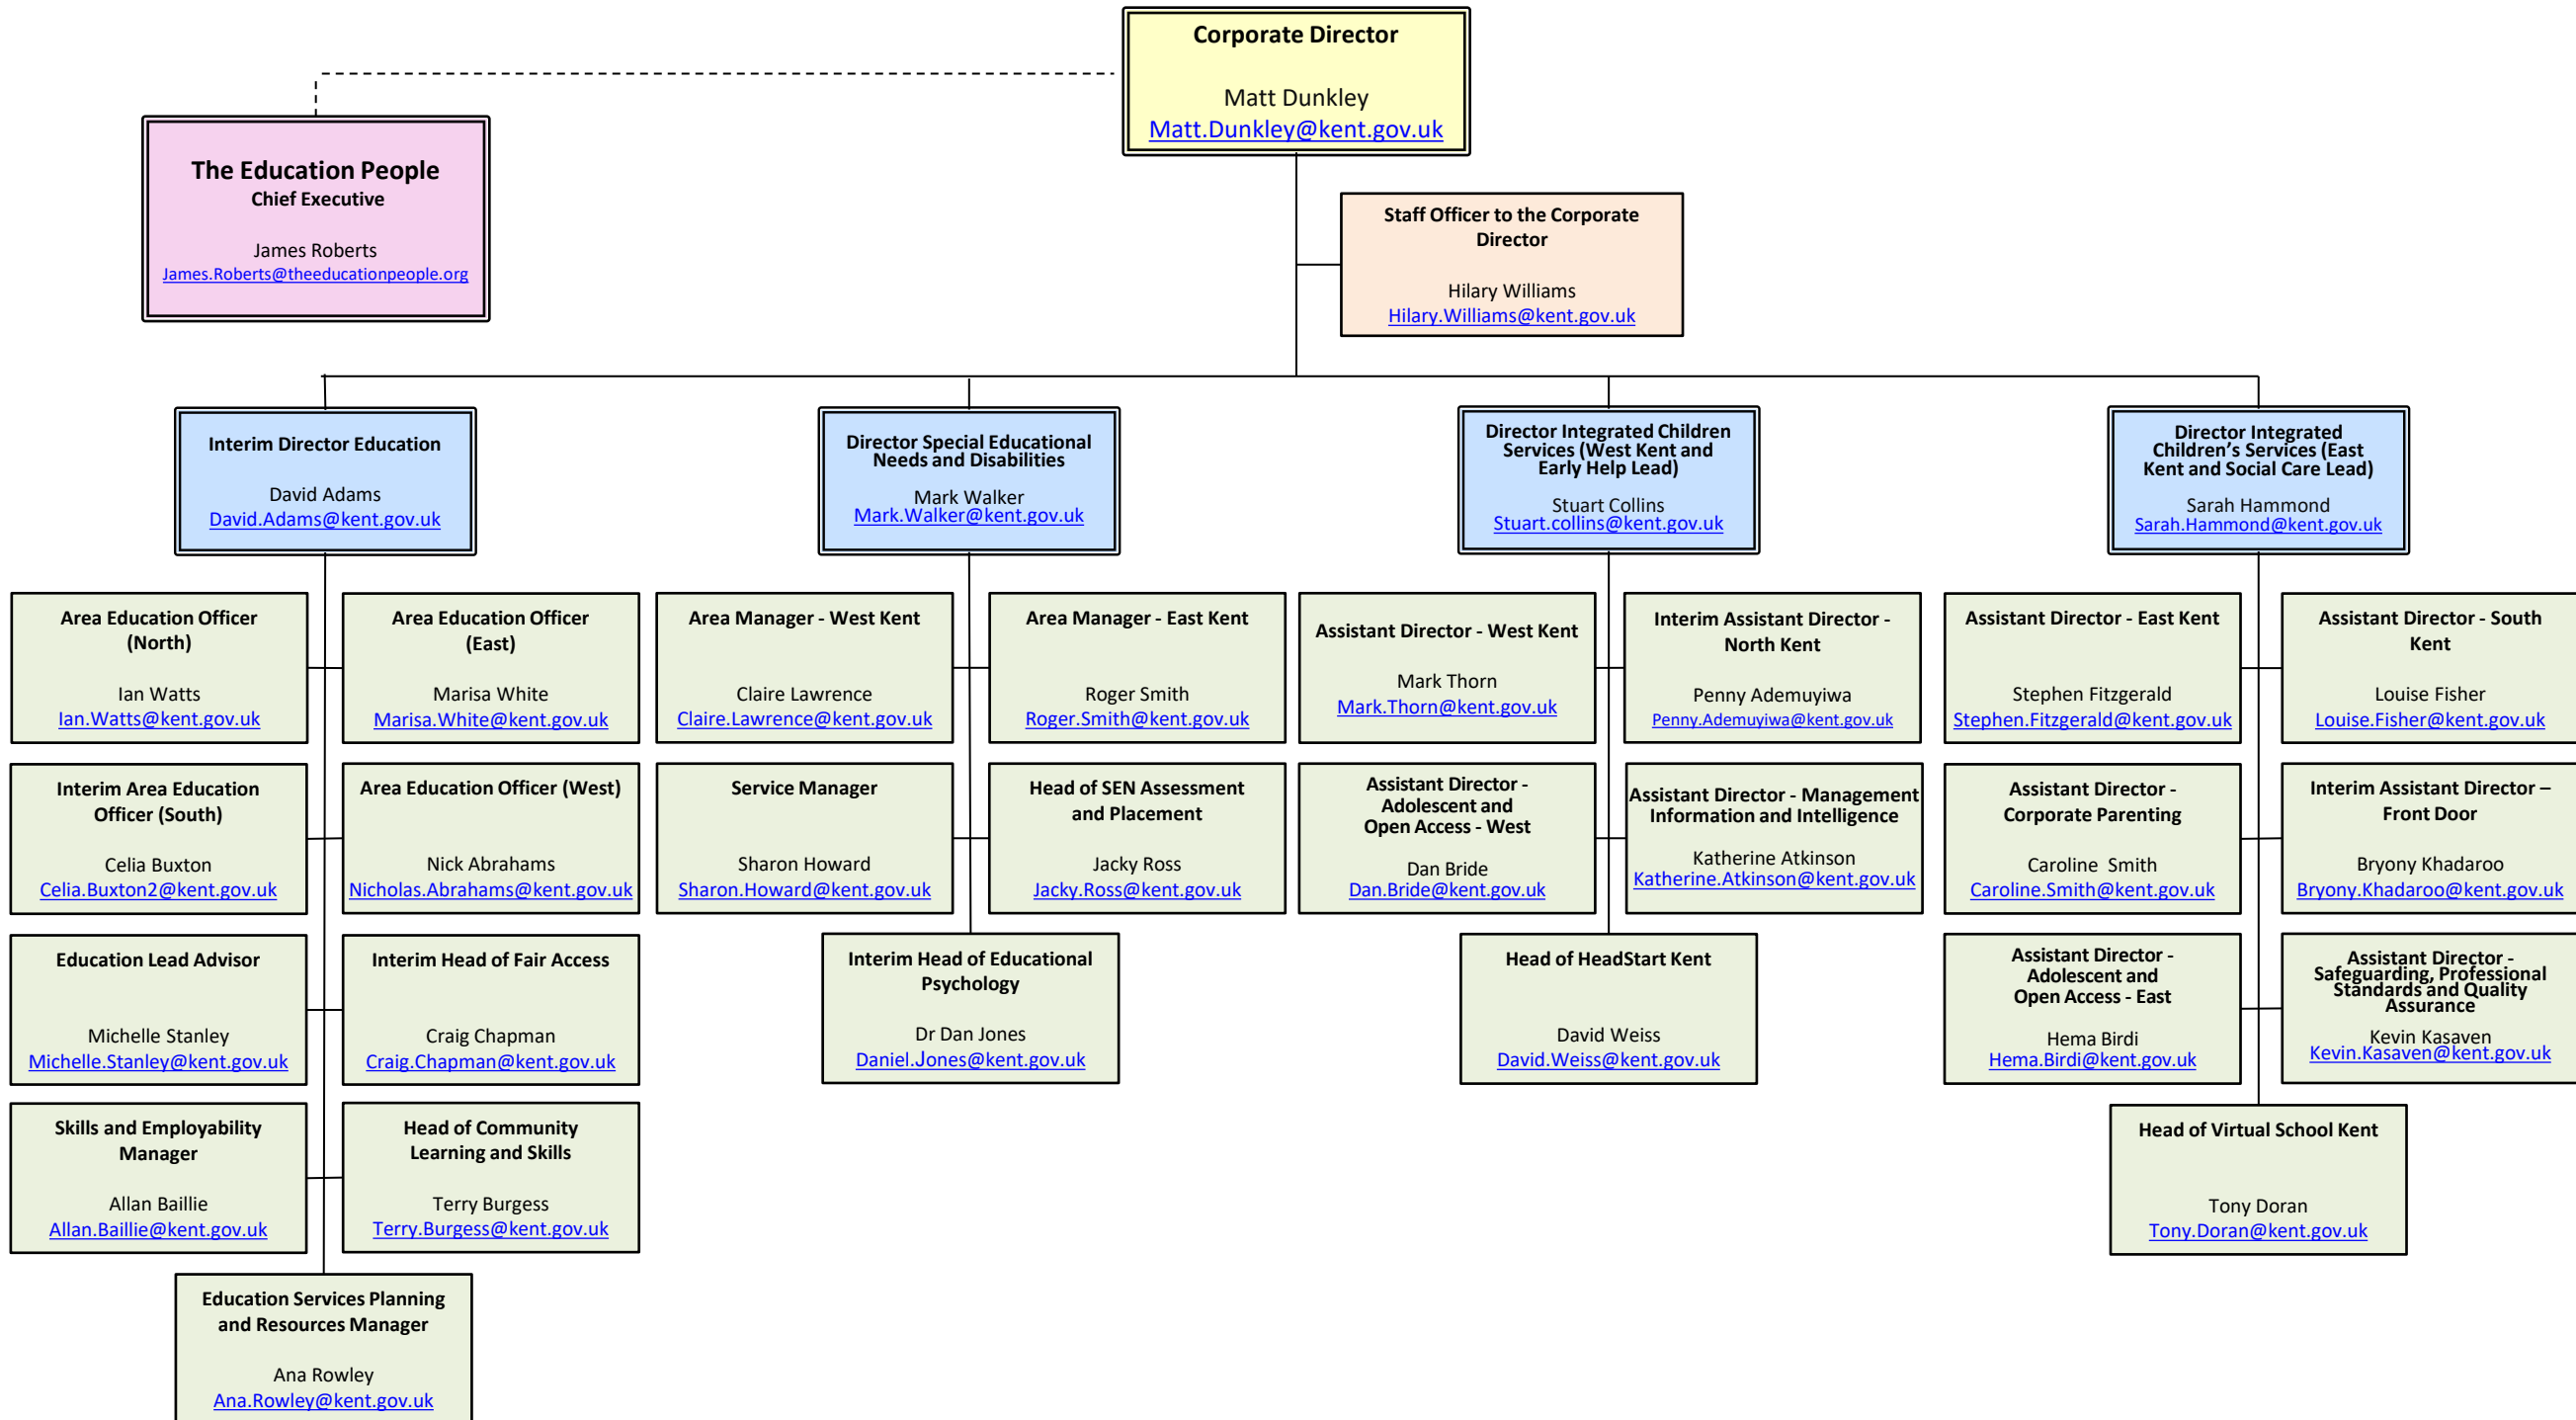 Corporate Director
Matt Dunkley
Matt.Dunkley@kent.gov.uk
The Education People
Chief Executive
James Roberts
James.Roberts@theeducationpeople.org
Staff Officer to the Corporate
Director
Hilary Williams
Hilary.Williams@kent.gov.uk
Interim Director Education
David Adams
David.Adams@kent.gov.uk
Director Special Educational
Needs and Disabilities
Mark Walker
Mark.Walker@kent.gov.uk
Director Integrated Children
Services (West Kent and
Early Help Lead)
Stuart Collins
Stuart.collins@kent.gov.uk
Director Integrated
Children’s Services (East
Kent and Social Care Lead)
Sarah Hammond
Sarah.Hammond@kent.gov.uk
Area Education Officer
(North)
Ian Watts
Ian.Watts@kent.gov.uk
Area Education Officer
(East)
Marisa White
Marisa.White@kent.gov.uk
Area Manager - West Kent
Claire Lawrence
Claire.Lawrence@kent.gov.uk
Area Manager - East Kent
Roger Smith
Roger.Smith@kent.gov.uk
Assistant Director - West Kent
Mark Thorn
Mark.Thorn@kent.gov.uk
Interim Assistant Director -
North Kent
Penny Ademuyiwa
Penny.Ademuyiwa@kent.gov.uk
Assistant Director - East Kent
Stephen Fitzgerald
Stephen.Fitzgerald@kent.gov.uk
Assistant Director - South
Kent
Louise Fisher
Louise.Fisher@kent.gov.uk
Interim Area Education
Officer (South)
Celia Buxton
Celia.Buxton2@kent.gov.uk
Area Education Officer (West)
Nick Abrahams
Nicholas.Abrahams@kent.gov.uk
Service Manager
Sharon Howard
Sharon.Howard@kent.gov.uk
Head of SEN Assessment
and Placement
Jacky Ross
Jacky.Ross@kent.gov.uk
Assistant Director -
Adolescent and
Open Access - West
Dan Bride
Dan.Bride@kent.gov.uk
Assistant Director - Management
Information and Intelligence
Katherine Atkinson
Katherine.Atkinson@kent.gov.uk
Assistant Director -
Corporate Parenting
Caroline  Smith
Caroline.Smith@kent.gov.uk
Interim Assistant Director –
Front Door
Bryony Khadaroo
Bryony.Khadaroo@kent.gov.uk
Education Lead Advisor
Michelle Stanley
Michelle.Stanley@kent.gov.uk
Interim Head of Fair Access
Craig Chapman
Craig.Chapman@kent.gov.uk
Interim Head of Educational
Psychology
Dr Dan Jones
Daniel.Jones@kent.gov.uk
Head of HeadStart Kent
David Weiss
David.Weiss@kent.gov.uk
Assistant Director -
Adolescent and
Open Access - East
Hema Birdi
Hema.Birdi@kent.gov.uk
Assistant Director -
Safeguarding, Professional
Standards and Quality
Assurance
Kevin Kasaven
Kevin.Kasaven@kent.gov.uk
Skills and Employability
Manager
Allan Baillie
Allan.Baillie@kent.gov.uk
Head of Community
Learning and Skills
Terry Burgess
Terry.Burgess@kent.gov.uk
Head of Virtual School Kent
Tony Doran
Tony.Doran@kent.gov.uk
Education Services Planning
and Resources Manager
Ana Rowley
Ana.Rowley@kent.gov.uk